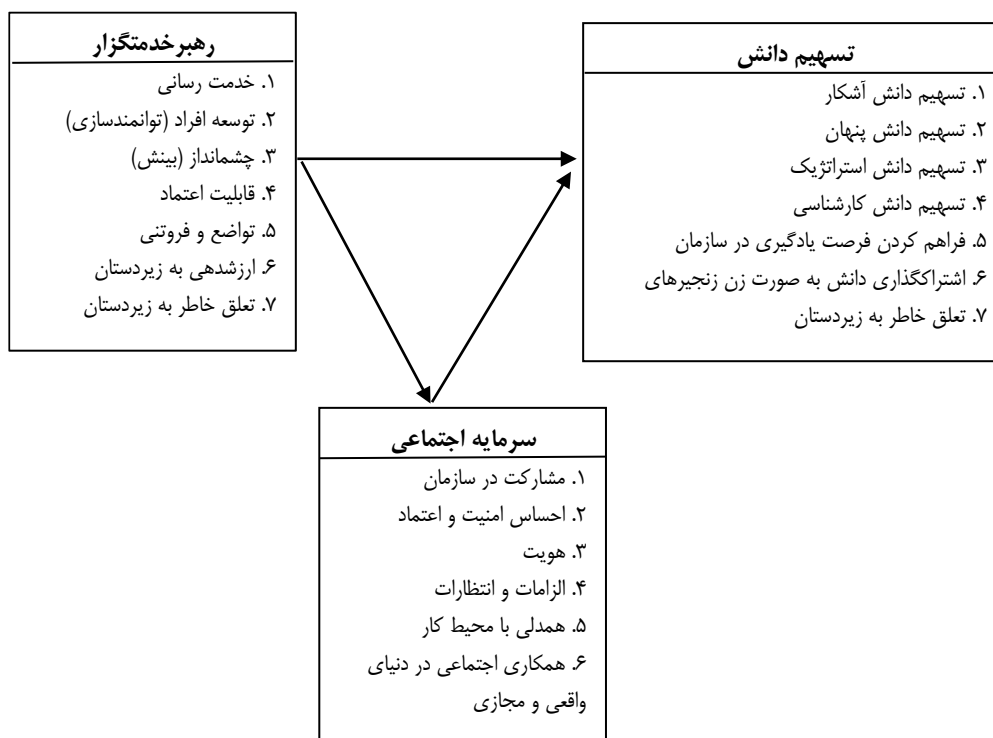 رهبرخدمتگزار
۱. خدمت رسانی
۲. توسعه افراد (توانمندسازی)
۳. چشمانداز (بینش)
۴. قابلیت اعتماد
۵. تواضع و فروتنی
۶. ارزشدهی به زیردستان
۷. تعلق خاطر به زیردستان
تسهیم دانش
۱. تسهیم دانش آشکار
۲. تسهیم دانش پنهان
۳. تسهیم دانش استراتژیک
۴. تسهیم دانش کارشناسی
۵. فراهم کردن فرصت یادگیری در سازمان
۶. اشتراکگذاری دانش به صورت زن زنجیرهای
۷. تعلق خاطر به زیردستان
سرمایه اجتماعی
۱. مشارکت در سازمان
۲. احساس امنیت و اعتماد
۳. هویت
۴. الزامات و انتظارات
۵. همدلی با محیط کار
۶. همکاری اجتماعی در دنیای
واقعی و مجازی